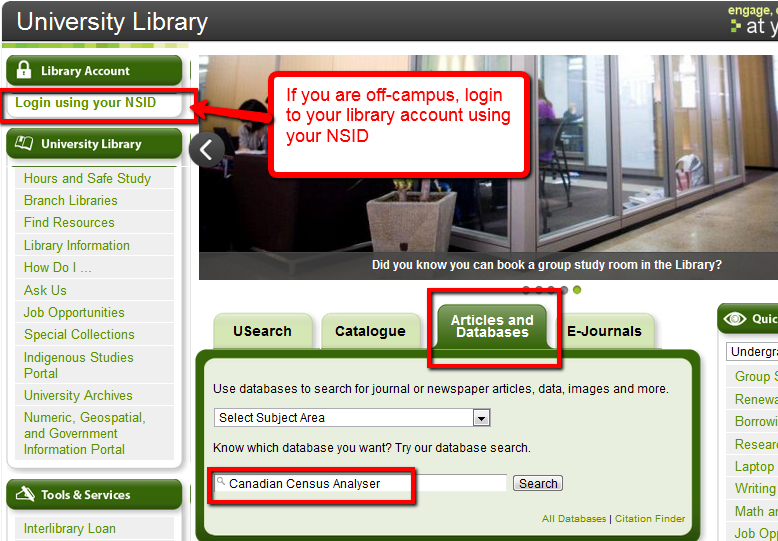 University Library
engage,
at y
Library Account
Login using your NSID
If you are off-campus, login
to your library account using
your NSID
University Library
Hours and Safe Study
Branch Libraries
Find Resources
Library Information
How Do I ...
Ask Us
Job Opportunities
Special Collections
Indigenous Studies
Portal
University Archives
Numeric, Geospatial,
and Government
Information Portal
Tools & Services
Interlibrary Loan
Did you know you can book a group study room in the Library?
USearch
Catalogue
Articles and
Databases
E-Journals
Use databases to search for journal or newspaper articles, data, images and more.
Select Subject Area
Know which database you want? Try our database search.
Canadian Census Analyser
Search
All Databases | Citation Finder
Quic
Undergra
Group S
Renewa
Borrowi
Resear
Laptop
Writing
Math ar
Job Op